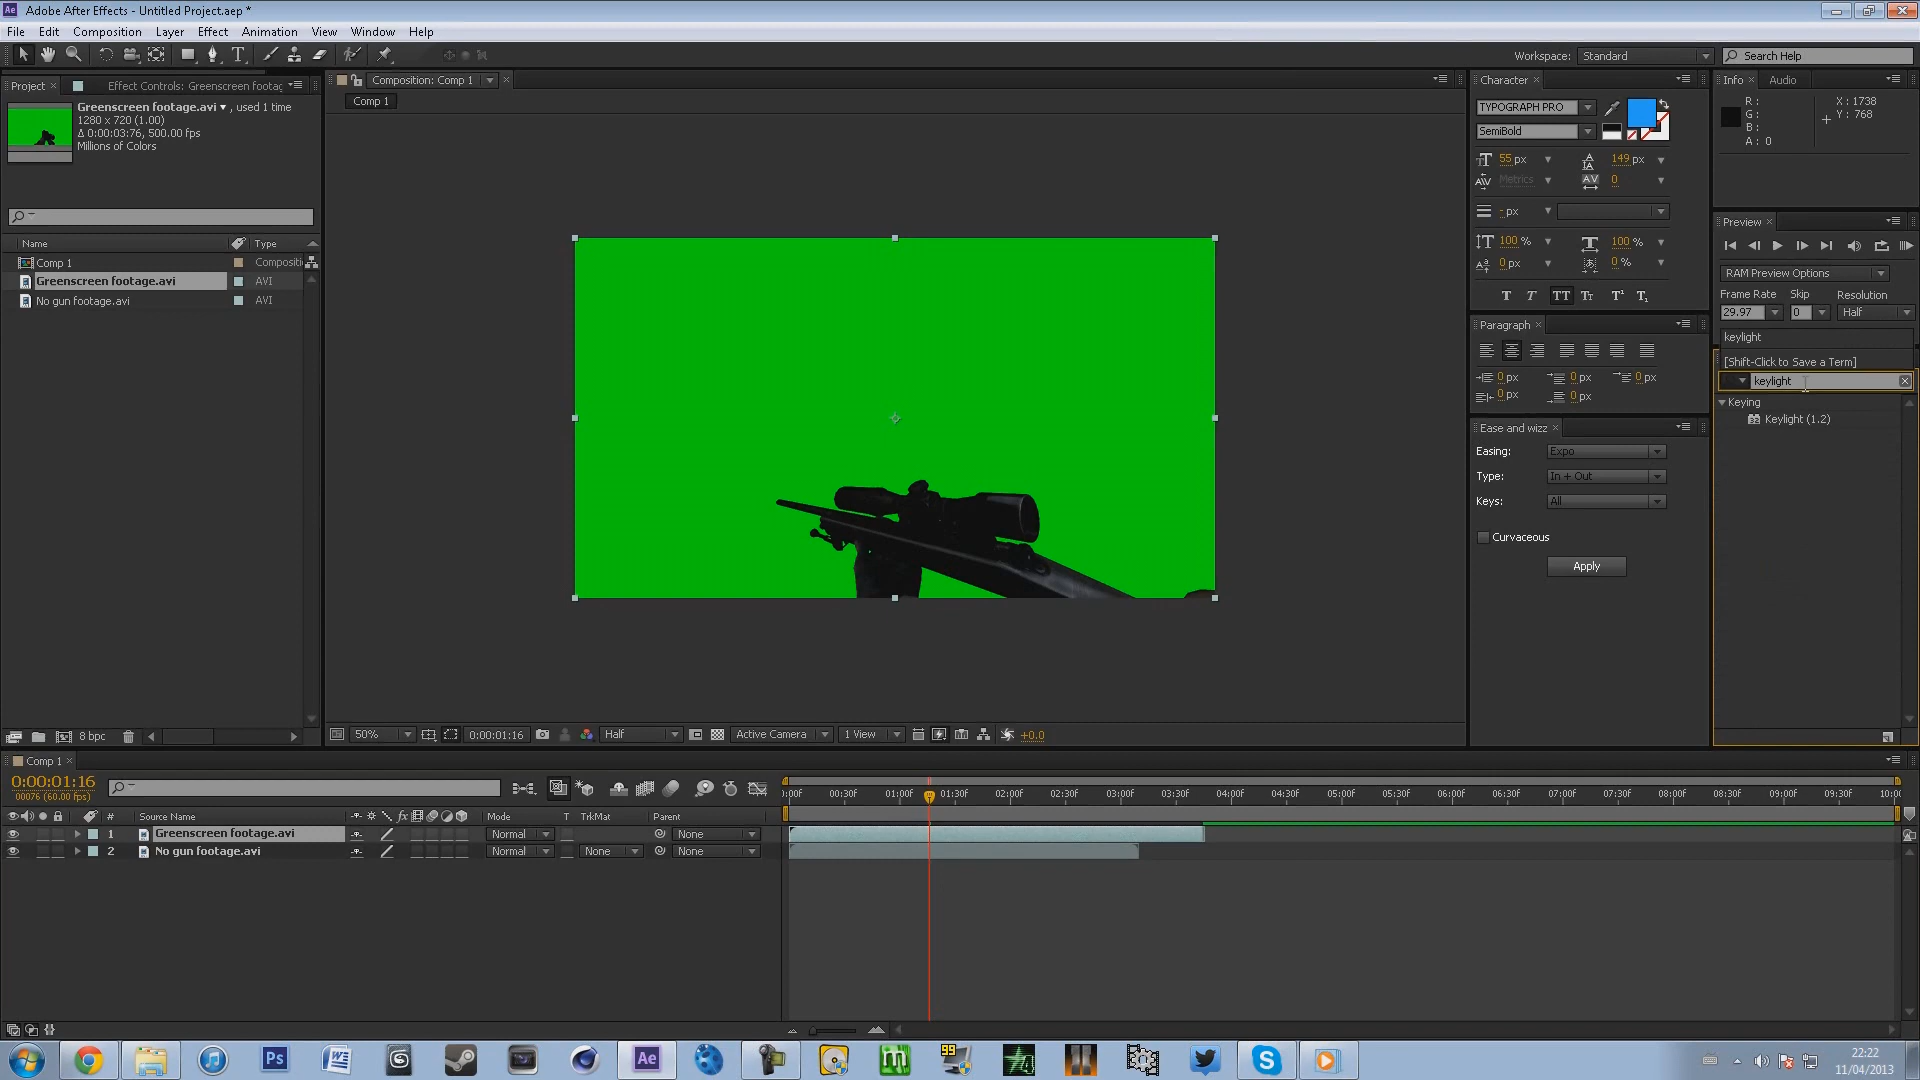 Adobe After Effects - Untitled Project.aep *
File Edit Composition Layer Effect Animation View Window Help
Workspace: Standard
Search Help
Project
Effect Controls: Greenscreen footag
Greenscreen footage.avi , used 1 time
1280 x 720 (1.00)
Δ 0:00:03:76, 500.00 fps
Millions of Colors
Name Type
Comp 1 Compositi
Greenscreen footage.avi AVI
No gun footage.avi AVI
8 bpc
Composition: Comp 1
Comp 1
50%
0:00:01:16
Half
Active Camera
1 View
+0.0
Character
TYPOGRAPH PRO
SemiBold
55 px
149 px
Metrics
0
- px
100 %
100 %
0 px
0 %
T T TT Tr T¹ T₁
Paragraph
0 px 0 px 0 px
0 px 0 px
Ease and wizz
Easing: Expo
Type: In + Out
Keys: All
Curvaceous
Apply
Info Audio
R :
G :
B :
A : 0
X : 1738
Y : 768
Preview
RAM Preview Options
Frame Rate Skip Resolution
29.97 0 Half
keylight
[Shift-Click to Save a Term]
keylight
Keying
Keylight (1.2)
Comp 1
0:00:01:16
00076 (60.00 fps)
# Source Name Mode T TrkMat Parent
1 Greenscreen footage.avi Normal None
2 No gun footage.avi Normal None None
):00F 00:30F 01:00F 01:30F 02:00F 02:30F 03:00F 03:30F 04:00F 04:30F 05:00F 05:30F 06:00F 06:30F 07:00F 07:30F 08:00F 08:30F 09:00F 09:30F 10:00
Ps
Ae
99
22:22
11/04/2013